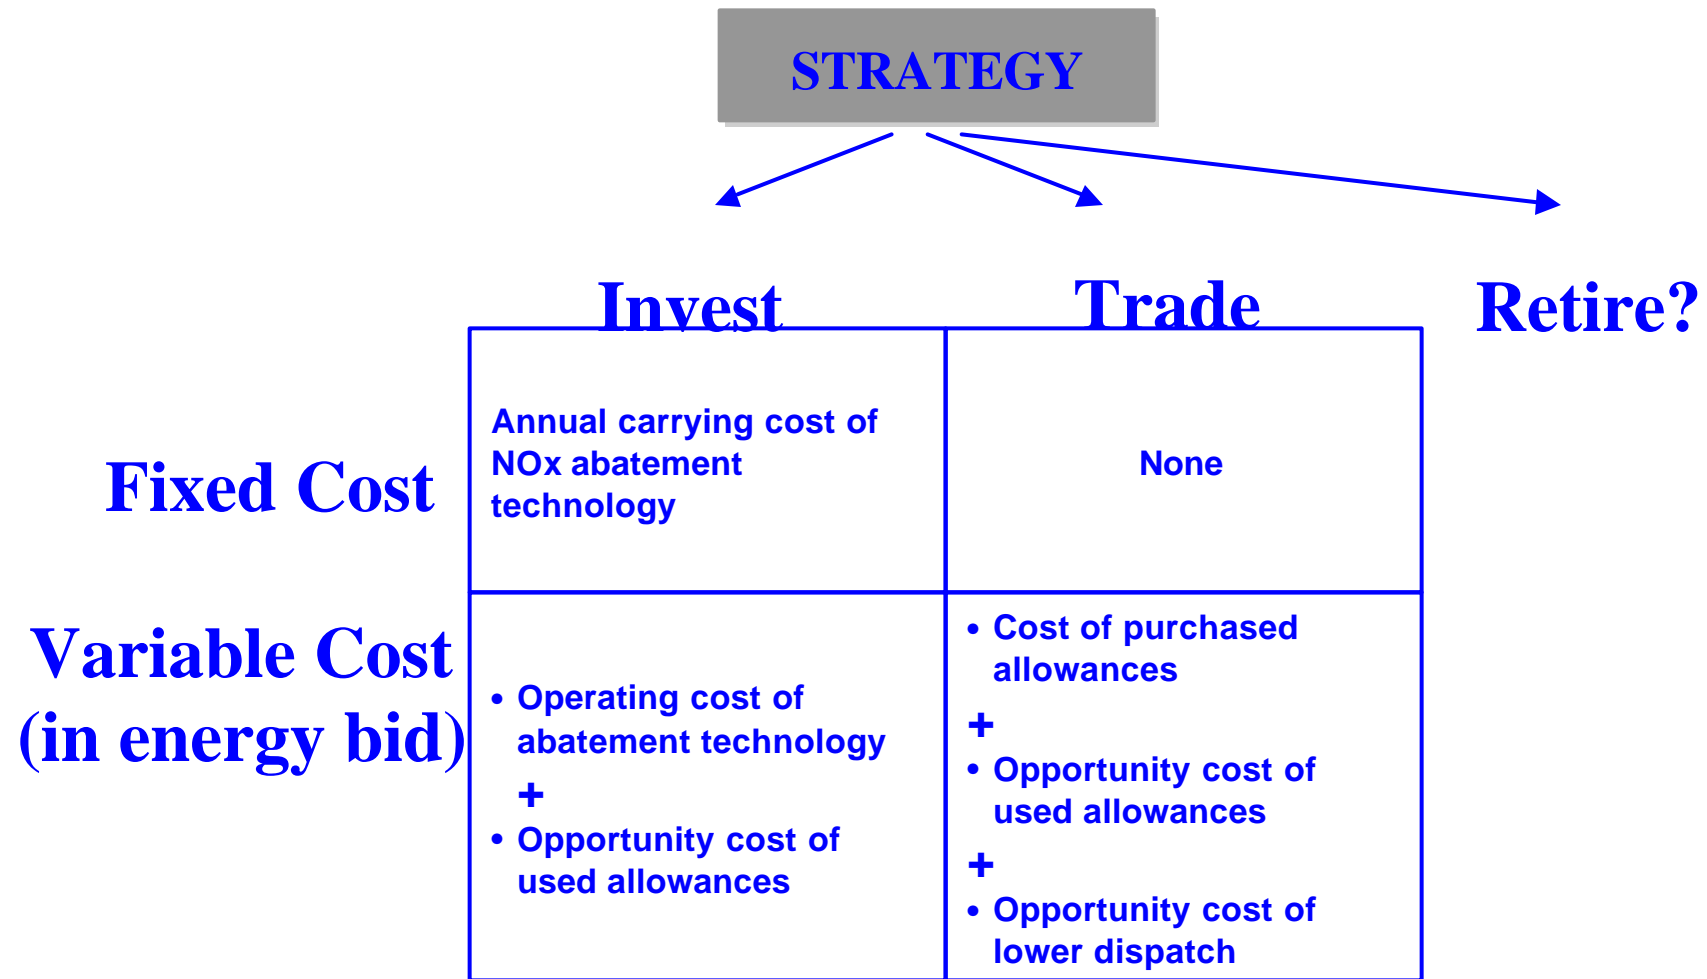 STRATEGY
Invest
Trade
Retire?
Fixed Cost
Annual carrying cost of
NOx abatement
technology
None
Variable Cost
(in energy bid)
• Operating cost of
abatement technology
+
• Opportunity cost of
used allowances
• Cost of purchased
allowances
+
• Opportunity cost of
used allowances
+
• Opportunity cost of
lower dispatch